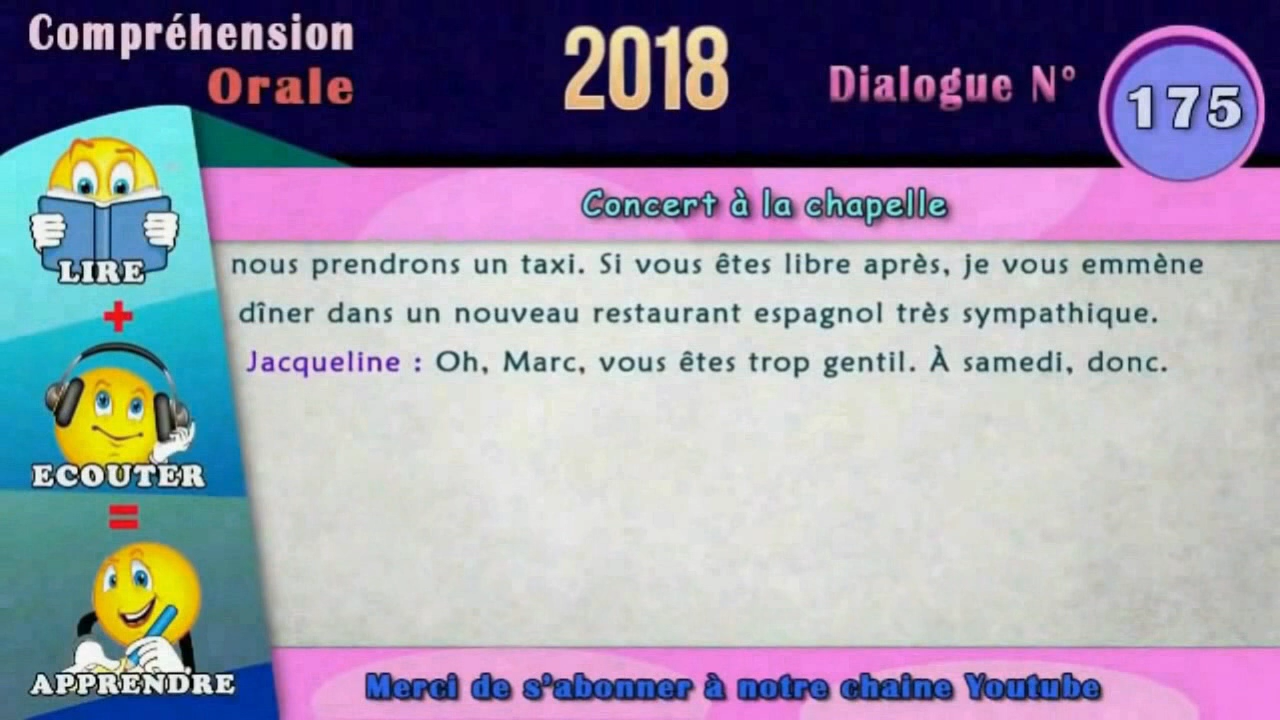 Compréhension
Orale
2018
Dialogue N°
175
Concert à la chapelle
nous prendrons un taxi. Si vous êtes libre après, je vous emmène
dîner dans un nouveau restaurant espagnol très sympathique.
Jacqueline : Oh, Marc, vous êtes trop gentil. À samedi, donc.
LIRE
+
ECOUTER
=
APPRENDRE
Merci de s'abonner à notre chaine Youtube